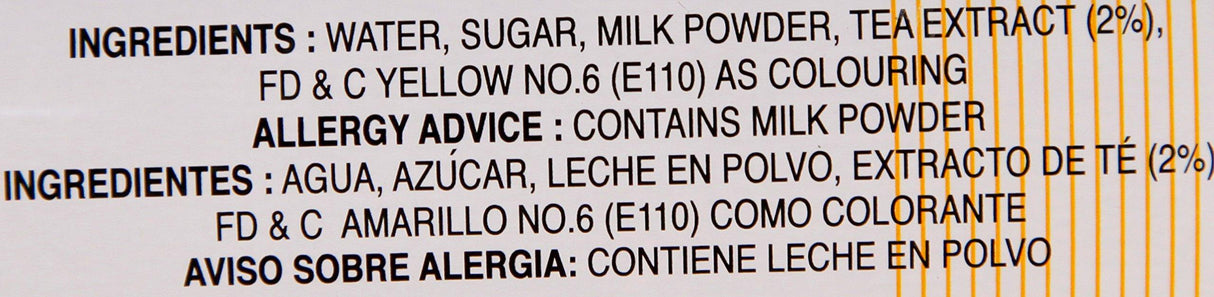 INGREDIENTS : WATER, SUGAR, MILK POWDER, TEA EXTRACT (2%),
FD & C YELLOW NO.6 (E110) AS COLOURING
ALLERGY ADVICE : CONTAINS MILK POWDER
INGREDIENTES : AGUA, AZÚCAR, LECHE EN POLVO, EXTRACTO DE TÉ (2%)
FD & C AMARILLO NO.6 (E110) COMO COLORANTE
AVISO SOBRE ALERGIA: CONTIENE LECHE EN POLVO